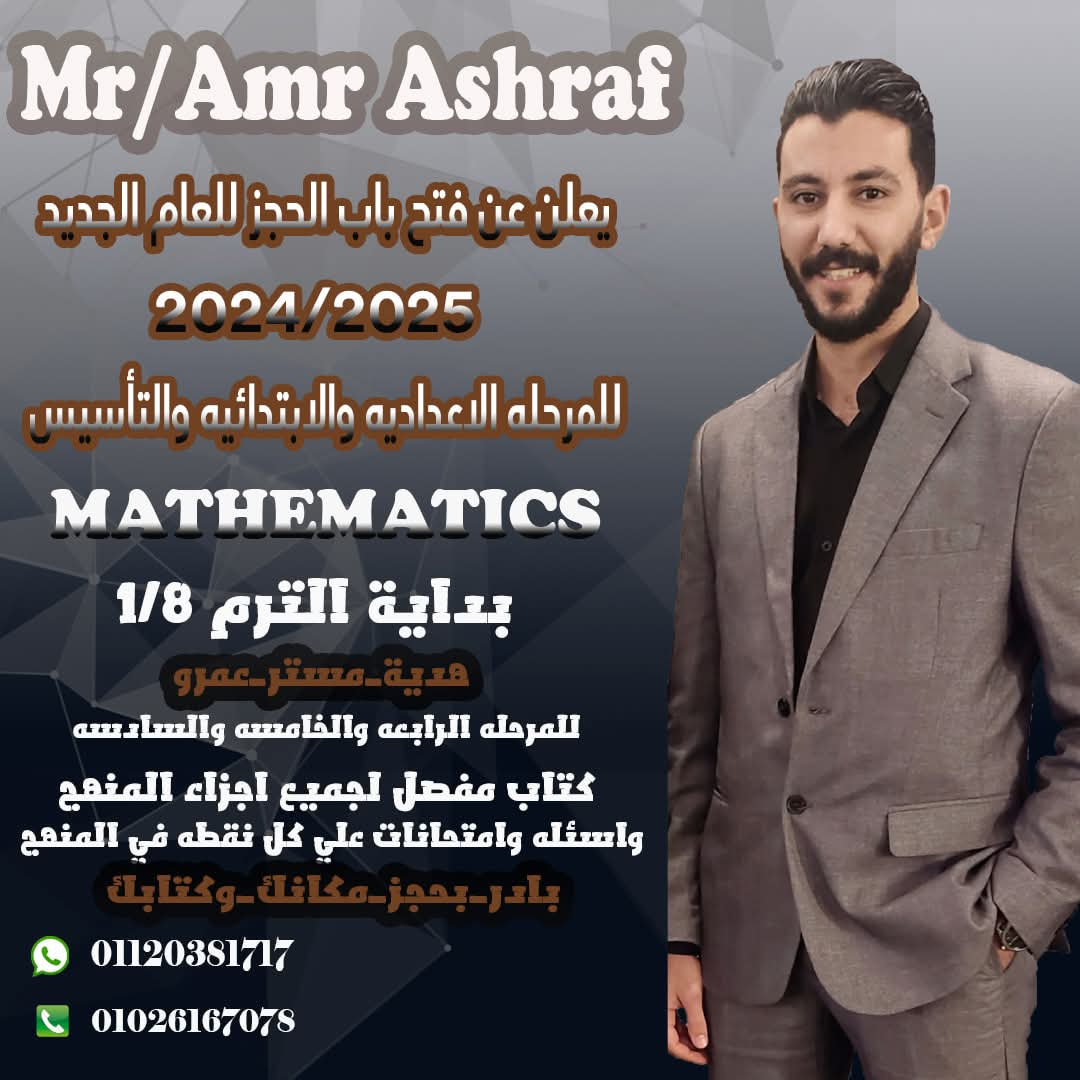 Mr/Amr Ashraf
يعلن عن فتح باب الحجز للعام الجديد
2024/2025
للمرحله الاعداديه والابتدائيه والتأسيس
MATHEMATICS
بداية الترم 1/8
هدية_مستر_عمرو
للمرحله الرابعه والخامسه والسادسه
كتاب مفصل لجميع اجزاء المنهج
واسئله وامتحانات علي كل نقطه في المنهج
بادر_بحجز_مكانك_وكتابك
01120381717
01026167078